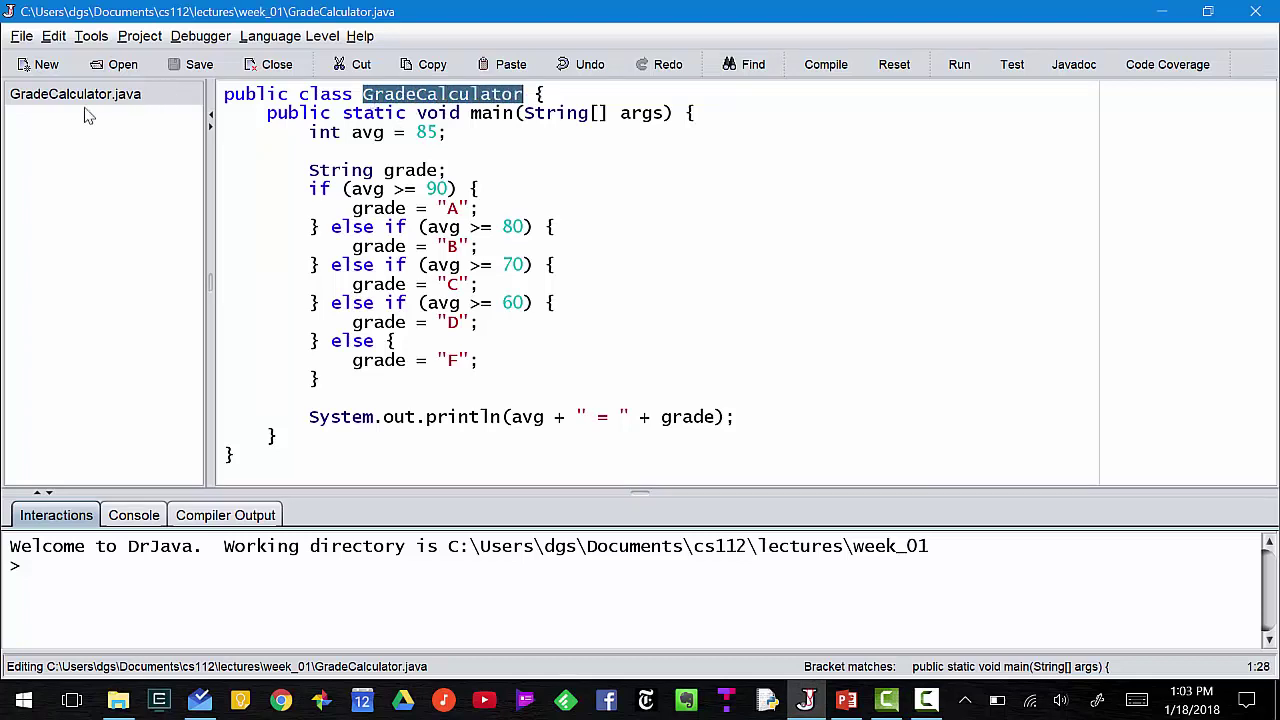 C:\Users\dgs\Documents\cs112\lectures\week_01\GradeCalculator.java
File Edit Tools Project Debugger Language Level Help
New Open Save Close Cut Copy Paste Undo Redo Find Compile Reset Run Test Javadoc Code Coverage
GradeCalculator.java
public class GradeCalculator {
    public static void main(String[] args) {
        int avg = 85;
        String grade;
        if (avg >= 90) {
            grade = "A";
        } else if (avg >= 80) {
            grade = "B";
        } else if (avg >= 70) {
            grade = "C";
        } else if (avg >= 60) {
            grade = "D";
        } else {
            grade = "F";
        }
        System.out.println(avg + " = " + grade);
    }
}
Interactions Console Compiler Output
Welcome to DrJava.  Working directory is C:\Users\dgs\Documents\cs112\lectures\week_01
>
Editing C:\Users\dgs\Documents\cs112\lectures\week_01\GradeCalculator.java Bracket matches: public static void main(String[] args) { 1:28
12
1:03 PM
1/18/2018